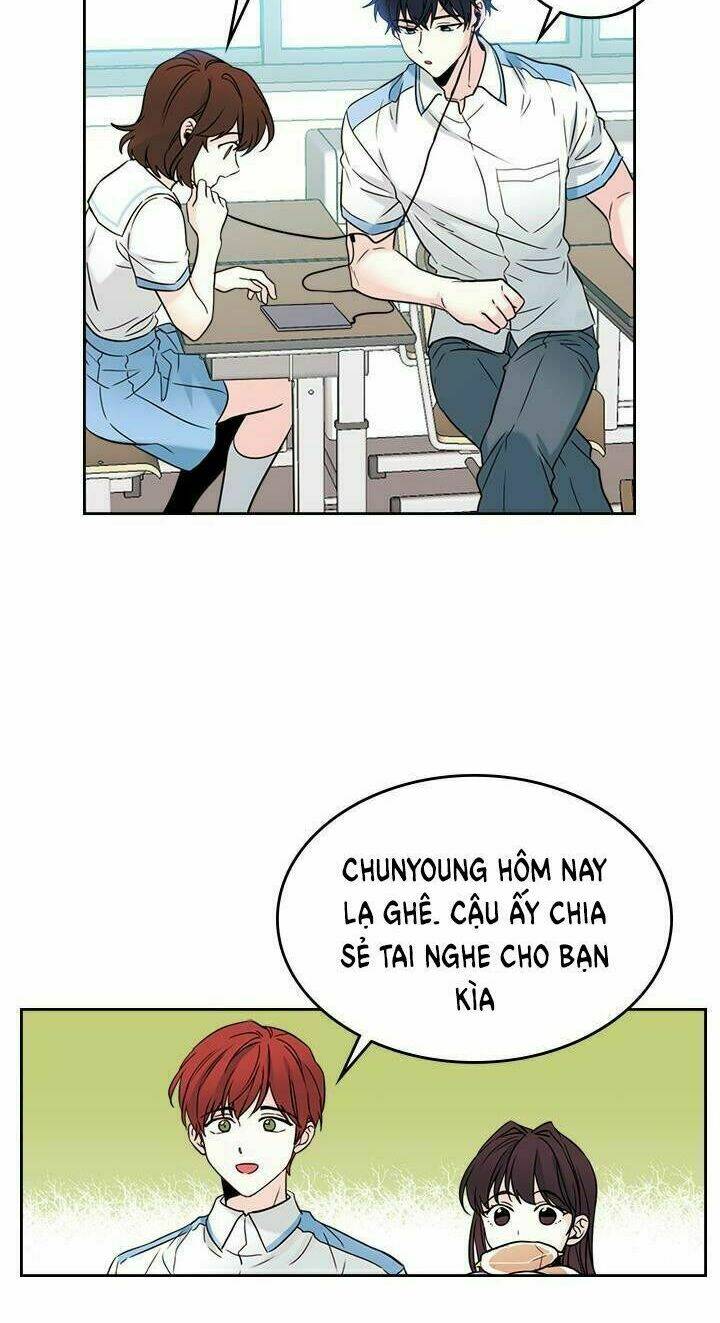 CHUNYOUNG HÔM NAY
LẠ GHÊ. CẬU ẤY CHIA
SẺ TAI NGHE CHO BẠN
KÌA